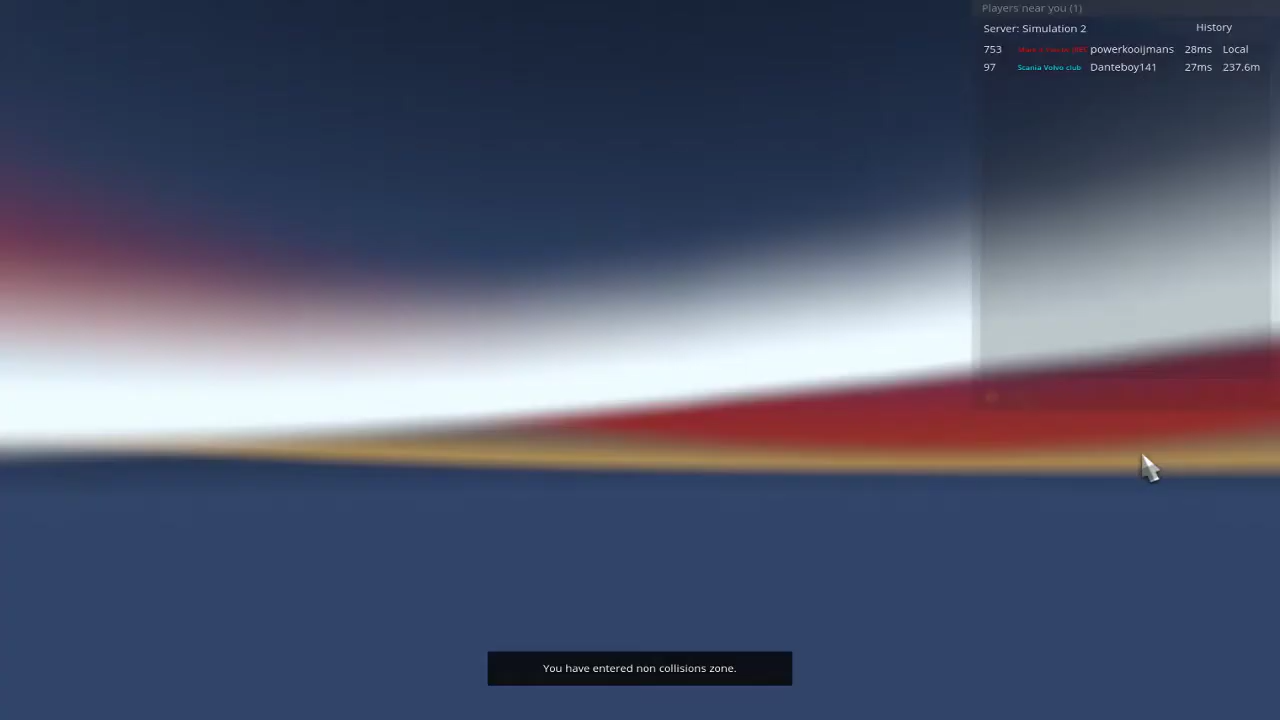 Players near you (1)
Server: Simulation 2 History
753 powerkooijmans 28ms Local
97 Scania Volvo club Danteboy141 27ms 237.6m
You have entered non collisions zone.